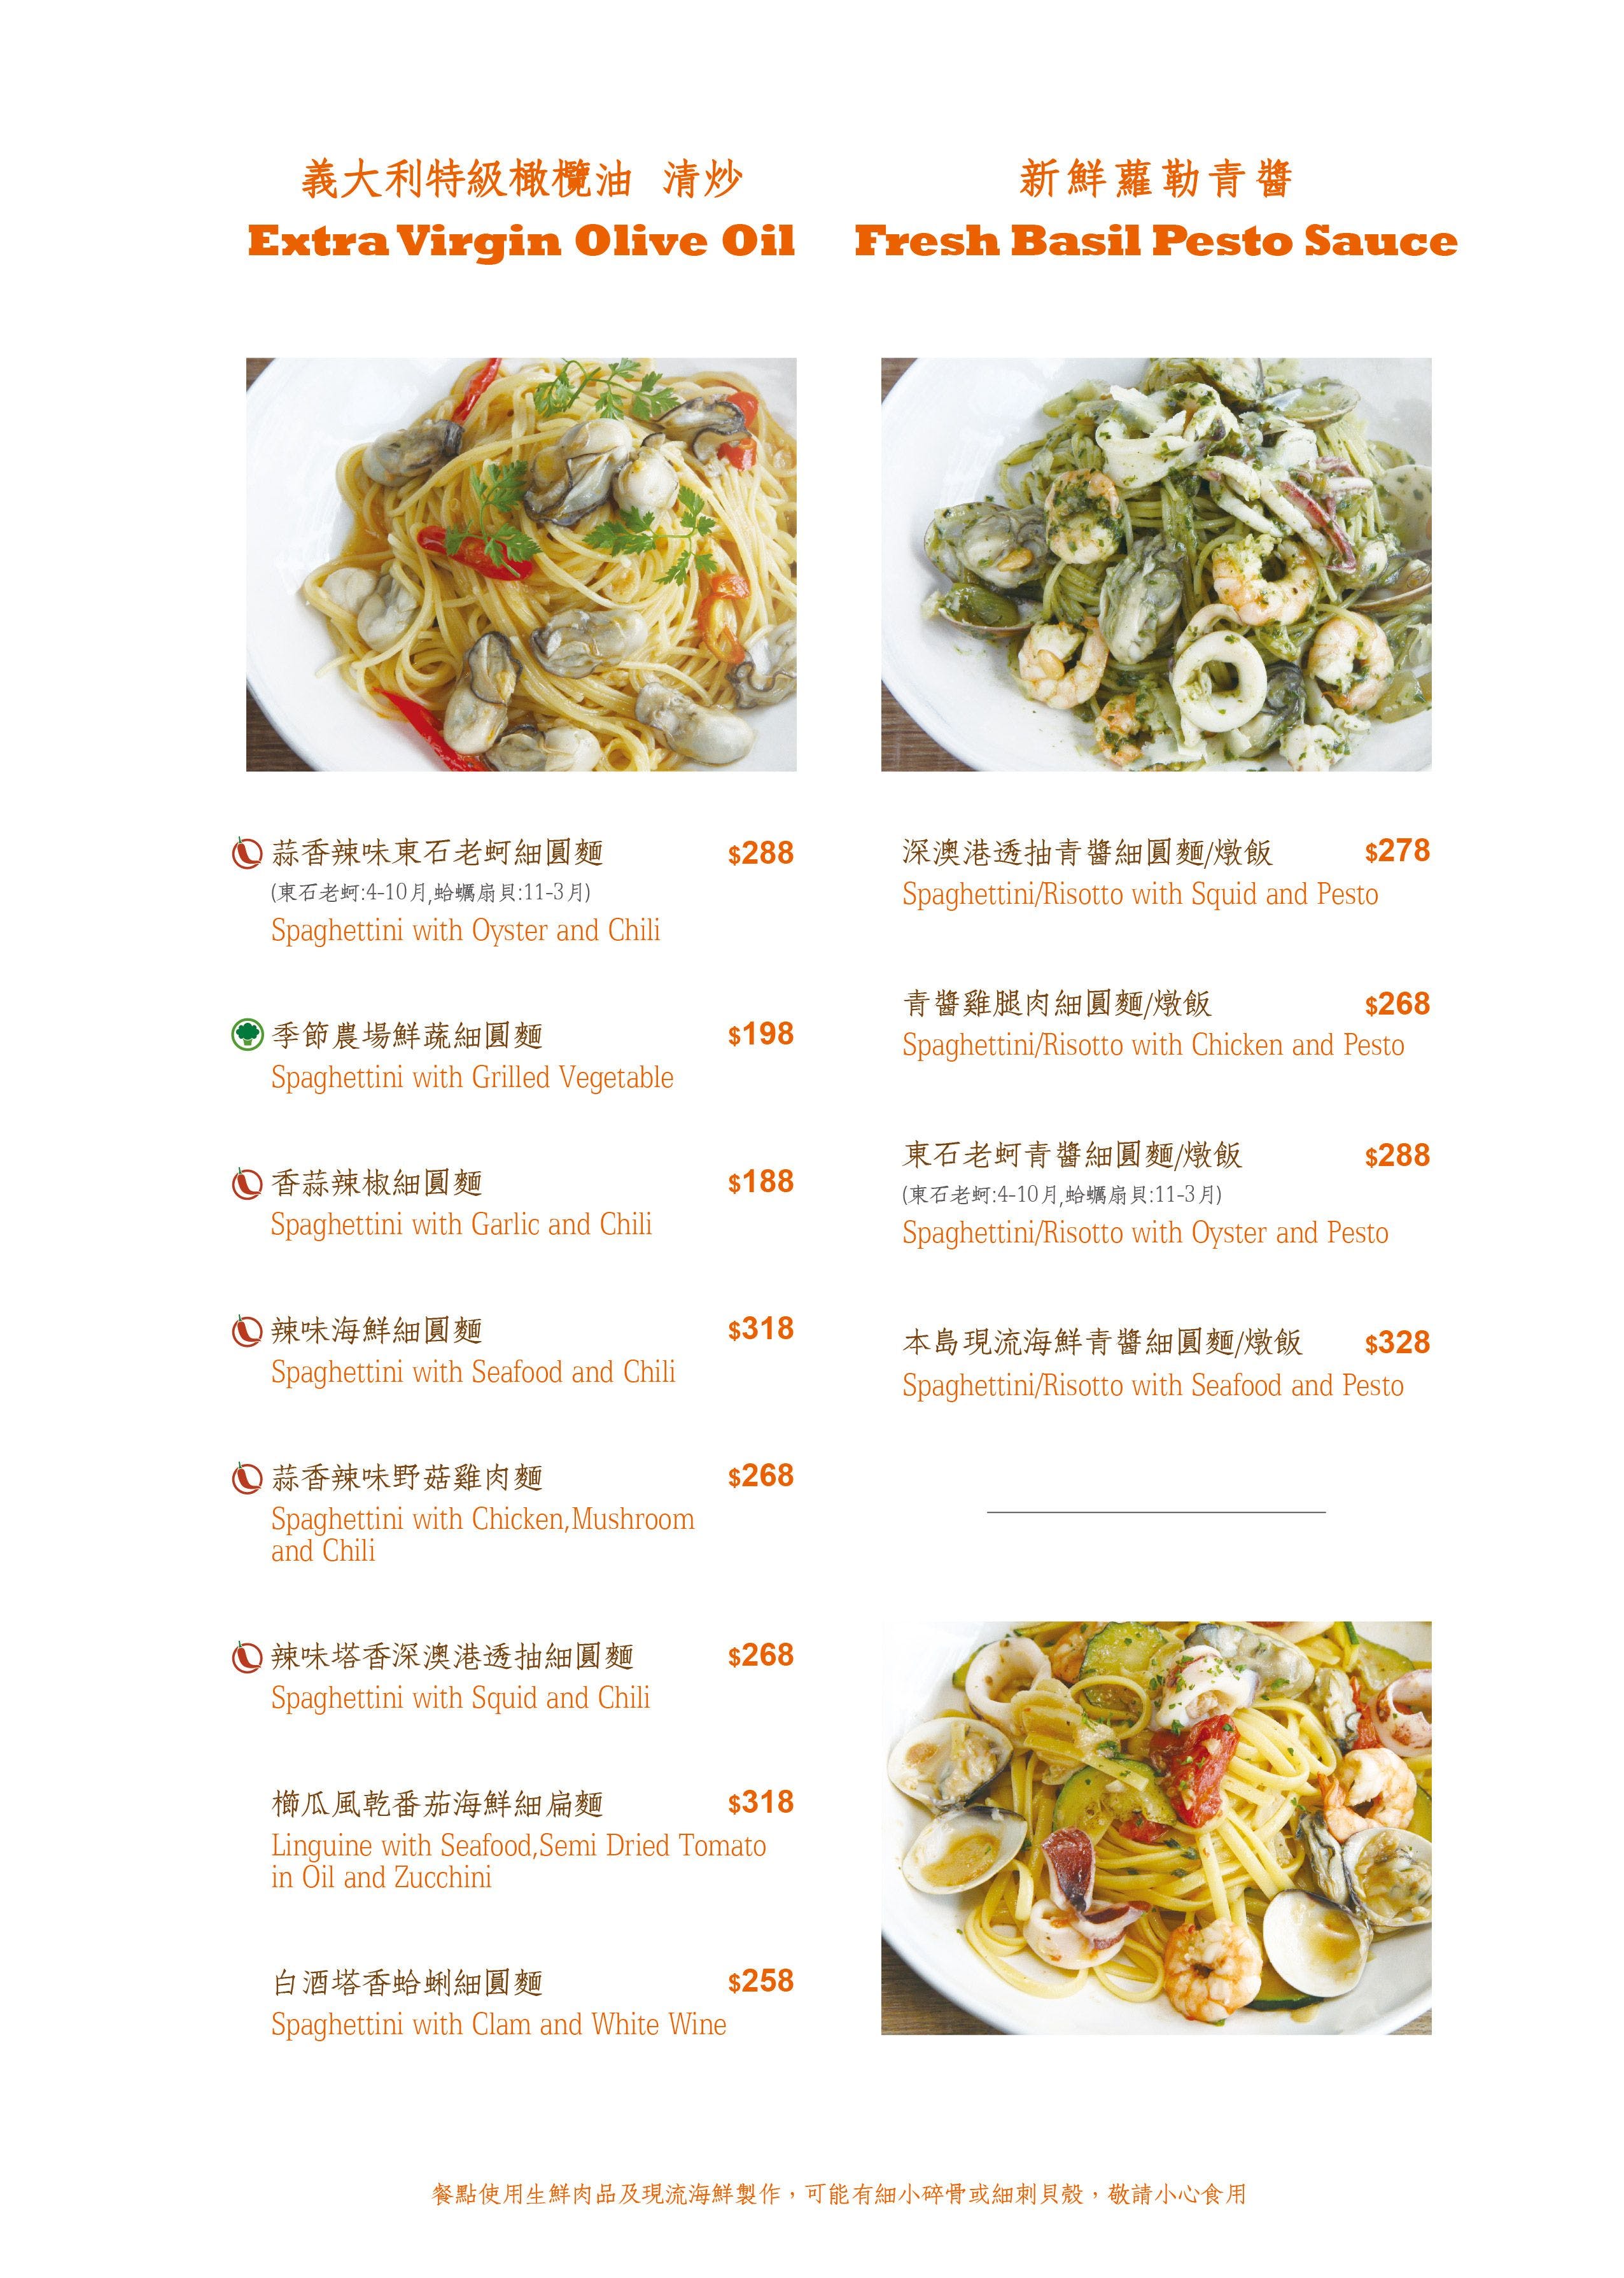 義大利特級橄欖油 清炒
Extra Virgin Olive Oil
蒜香辣味東石老蚵細圓麵 $288
(東石老蚵:4-10月,蛤蠣扇貝:11-3月)
Spaghettini with Oyster and Chili
季節農場鮮蔬細圓麵 $198
Spaghettini with Grilled Vegetable
香蒜辣椒細圓麵 $188
Spaghettini with Garlic and Chili
辣味海鮮細圓麵 $318
Spaghettini with Seafood and Chili
蒜香辣味野菇雞肉麵 $268
Spaghettini with Chicken,Mushroom
and Chili
辣味塔香深澳港透抽細圓麵 $268
Spaghettini with Squid and Chili
櫛瓜風乾番茄海鮮細扁麵 $318
Linguine with Seafood,Semi Dried Tomato
in Oil and Zucchini
白酒塔香蛤蜊細圓麵 $258
Spaghettini with Clam and White Wine
新鮮蘿勒青醬
Fresh Basil Pesto Sauce
深澳港透抽青醬細圓麵/燉飯 $278
Spaghettini/Risotto with Squid and Pesto
青醬雞腿肉細圓麵/燉飯 $268
Spaghettini/Risotto with Chicken and Pesto
東石老蚵青醬細圓麵/燉飯 $288
(東石老蚵:4-10月,蛤蠣扇貝:11-3月)
Spaghettini/Risotto with Oyster and Pesto
本島現流海鮮青醬細圓麵/燉飯 $328
Spaghettini/Risotto with Seafood and Pesto
餐點使用生鮮肉品及現流海鮮製作，可能有細小碎骨或細刺貝殼，敬請小心食用